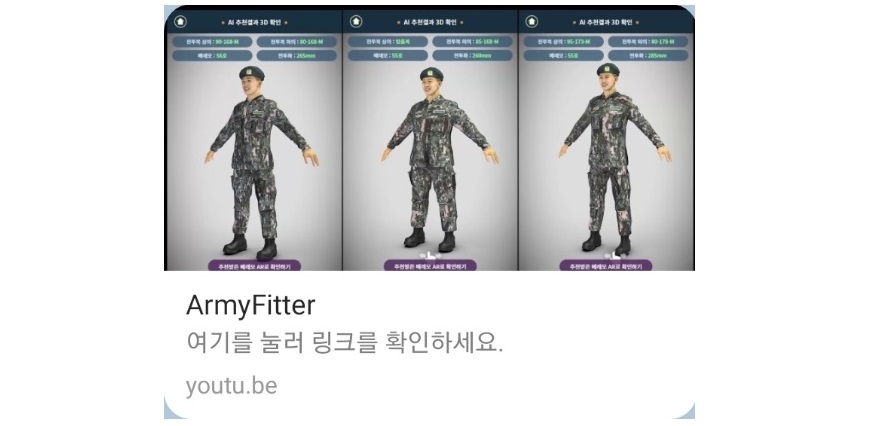 ★ AI 추천결과 3D 확인 ★
전투복 상의 : 90-168-M 전투복 하의 : 80-168-M
베레모 : 56호 전투화 : 265mm
추천받은 베레모 AR로 확인하기
★ AI 추천결과 3D 확인 ★
전투복 상의 : 맞춤복 전투복 하의 : 85-168-M
베레모 : 55호 전투화 : 260mm
추천받은 베레모 AR로 확인하기
★ AI 추천결과 3D 확인 ★
전투복 상의 : 95-173-M 전투복 하의 : 80-179-M
베레모 : 55호 전투화 : 285mm
추천받은 베레모 AR로 확인하기
ArmyFitter
여기를 눌러 링크를 확인하세요.
youtu.be